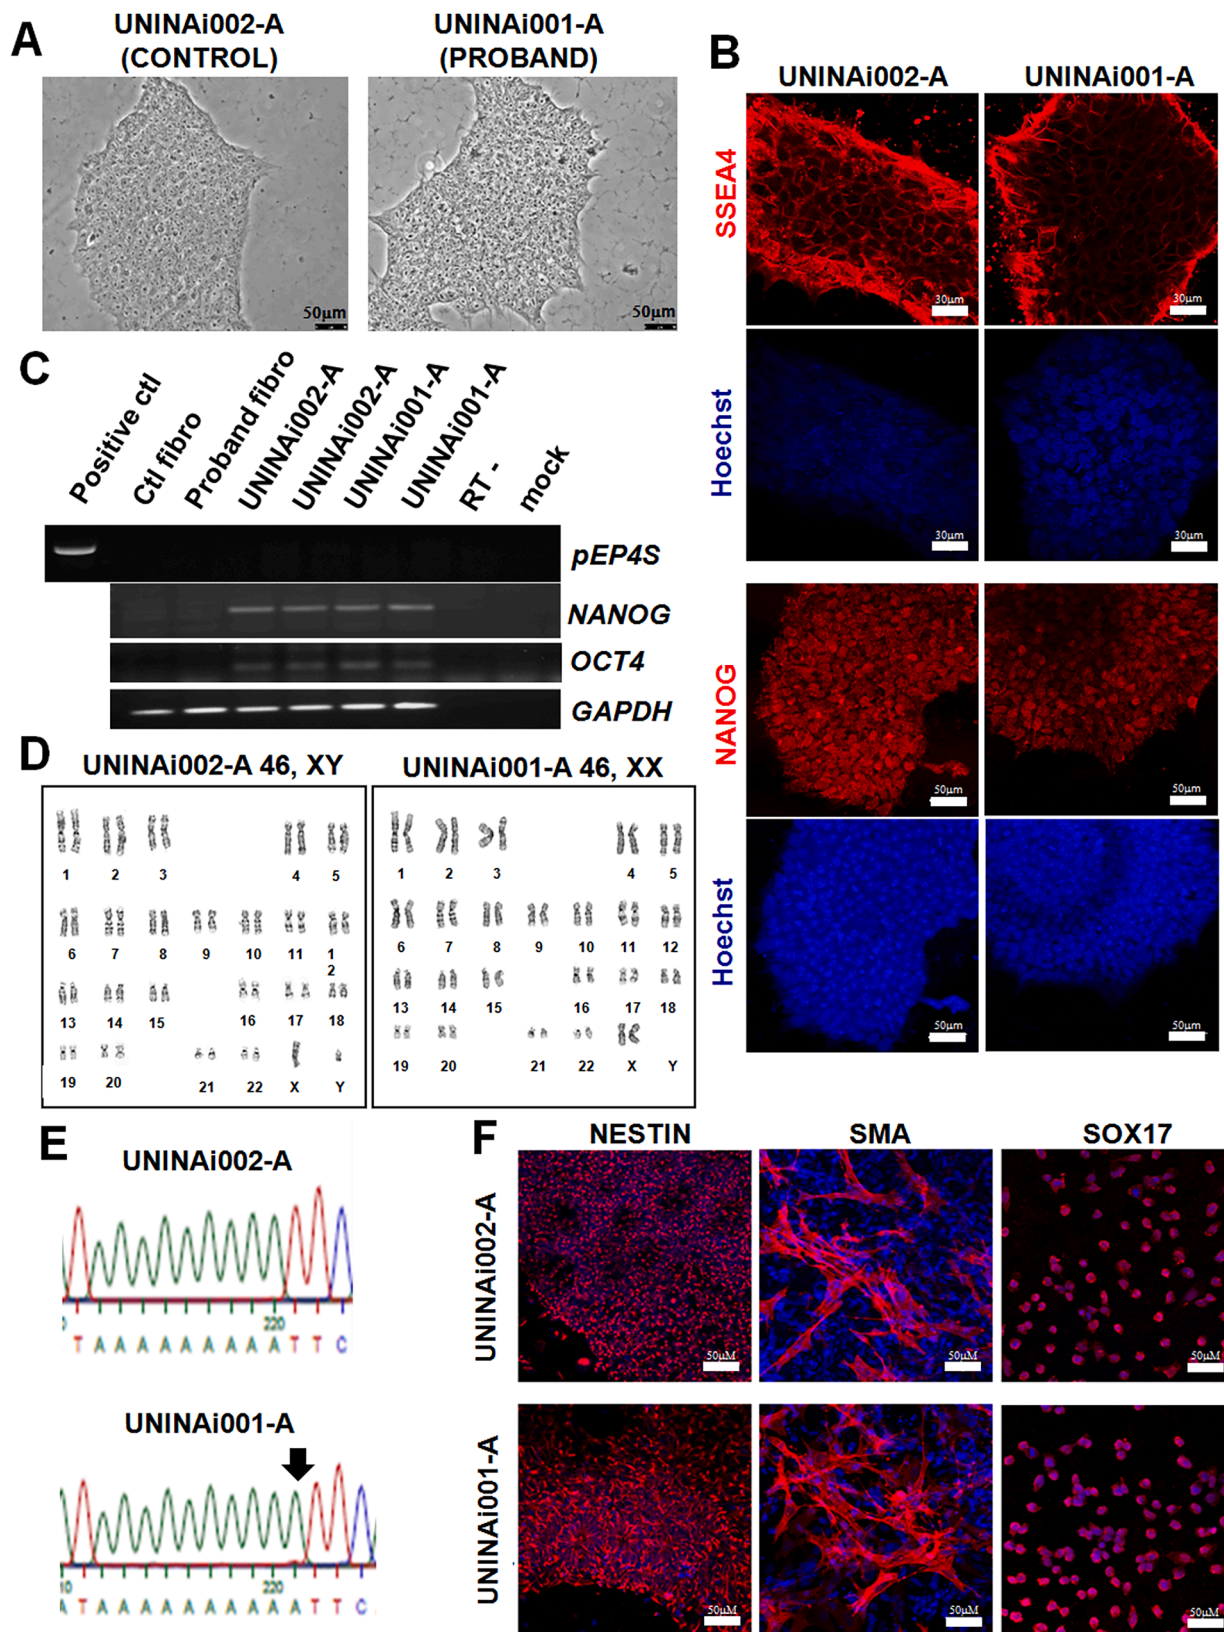 A
UNINAi002-A
(CONTROL)
UNINAi001-A
(PROBAND)
50µm
50µm
B
UNINAi002-A
UNINAi001-A
SSEA4
30µm
30µm
Hoechst
30µm
30µm
NANOG
50µm
50µm
Hoechst
50µm
50µm
C
Positive ctl
Ctl fibro
Proband fibro
UNINAi002-A
UNINAi002-A
UNINAi001-A
UNINAi001-A
RT -
mock
pEP4S
NANOG
OCT4
GAPDH
D
UNINAi002-A 46, XY
1 2 3 4 5
6 7 8 9 10 11 1
2
13 14 15 16 17 18
19 20 21 22 X Y
UNINAi001-A 46, XX
1 2 3 4 5
6 7 8 9 10 11 12
13 14 15 16 17 18
19 20 21 22 X Y
E
UNINAi002-A
0 220
T A A A A A A A A A T T C
UNINAi001-A
10 220
A T A A A A A A A A A A T T C A
F
NESTIN
SMA
SOX17
UNINAi002-A
50µM
50µM
50µM
UNINAi001-A
50µM
50µM
50µM